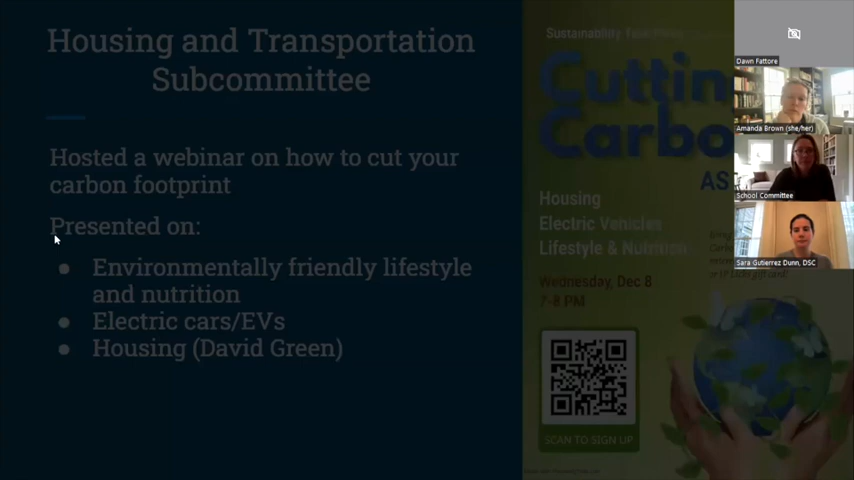 Housing and Transportation
Subcommittee
Hosted a webinar on how to cut your
carbon footprint
Presented on:
Environmentally friendly lifestyle
and nutrition
Electric cars/EVs
Housing (David Green)
Sustainability
Cutting
Carbo
AS
Housing
Electric Vehicles
Lifestyle & Nutrition
Wednesday, Dec 8
7-8 PM
SCAN TO SIGN UP
Dawn Fattore
Amanda Brown (she/her)
School Committee
Sara Gutierrez Dunn, DSC